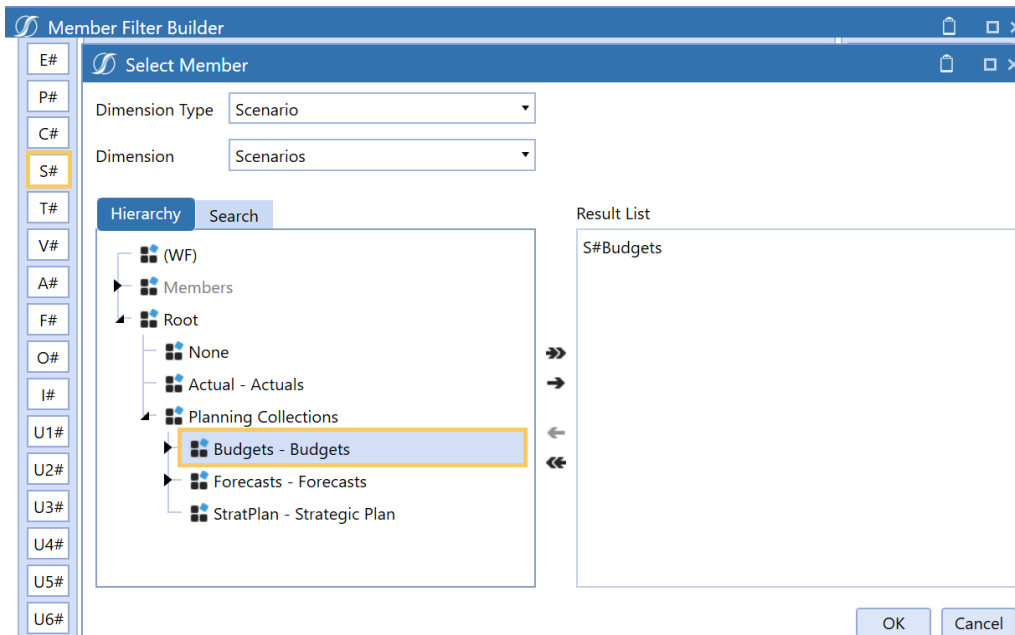 Member Filter Builder
E#
P#
C#
S#
T#
V#
A#
F#
O#
I#
U1#
U2#
U3#
U4#
U5#
U6#
Select Member
Dimension Type Scenario
Dimension Scenarios
Hierarchy Search
(WF)
Members
Root
None
Actual - Actuals
Planning Collections
Budgets - Budgets
Forecasts - Forecasts
StratPlan - Strategic Plan
Result List
S#Budgets
OK Cancel